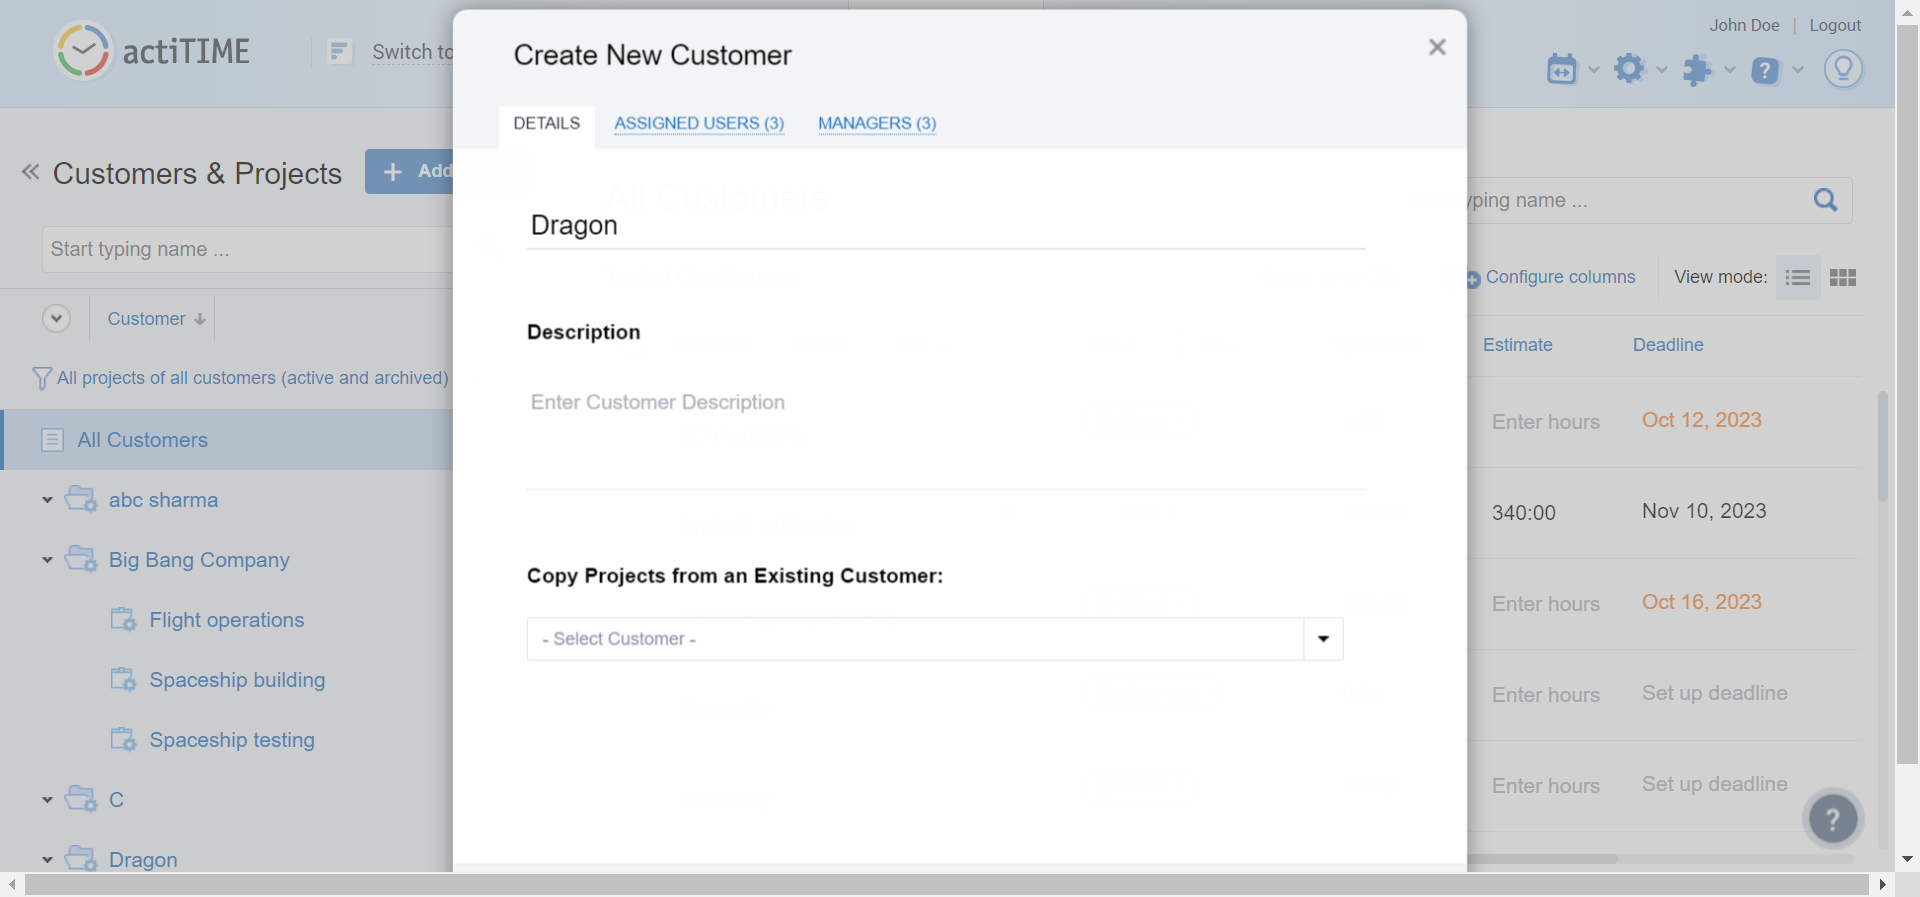 actiTIME
Switch to
John Doe | Logout
Create New Customer
DETAILS
ASSIGNED USERS (3)
MANAGERS (3)
Customers & Projects
Add
Dragon
Start typing name ...
yping name ...
Configure columns
View mode:
Description
Customer
Estimate
Deadline
All projects of all customers (active and archived)
Enter Customer Description
All Customers
Enter hours
Oct 12, 2023
abc sharma
340:00
Nov 10, 2023
Big Bang Company
Copy Projects from an Existing Customer:
Flight operations
- Select Customer -
Enter hours
Oct 16, 2023
Spaceship building
Enter hours
Set up deadline
Spaceship testing
C
Enter hours
Set up deadline
Dragon
?